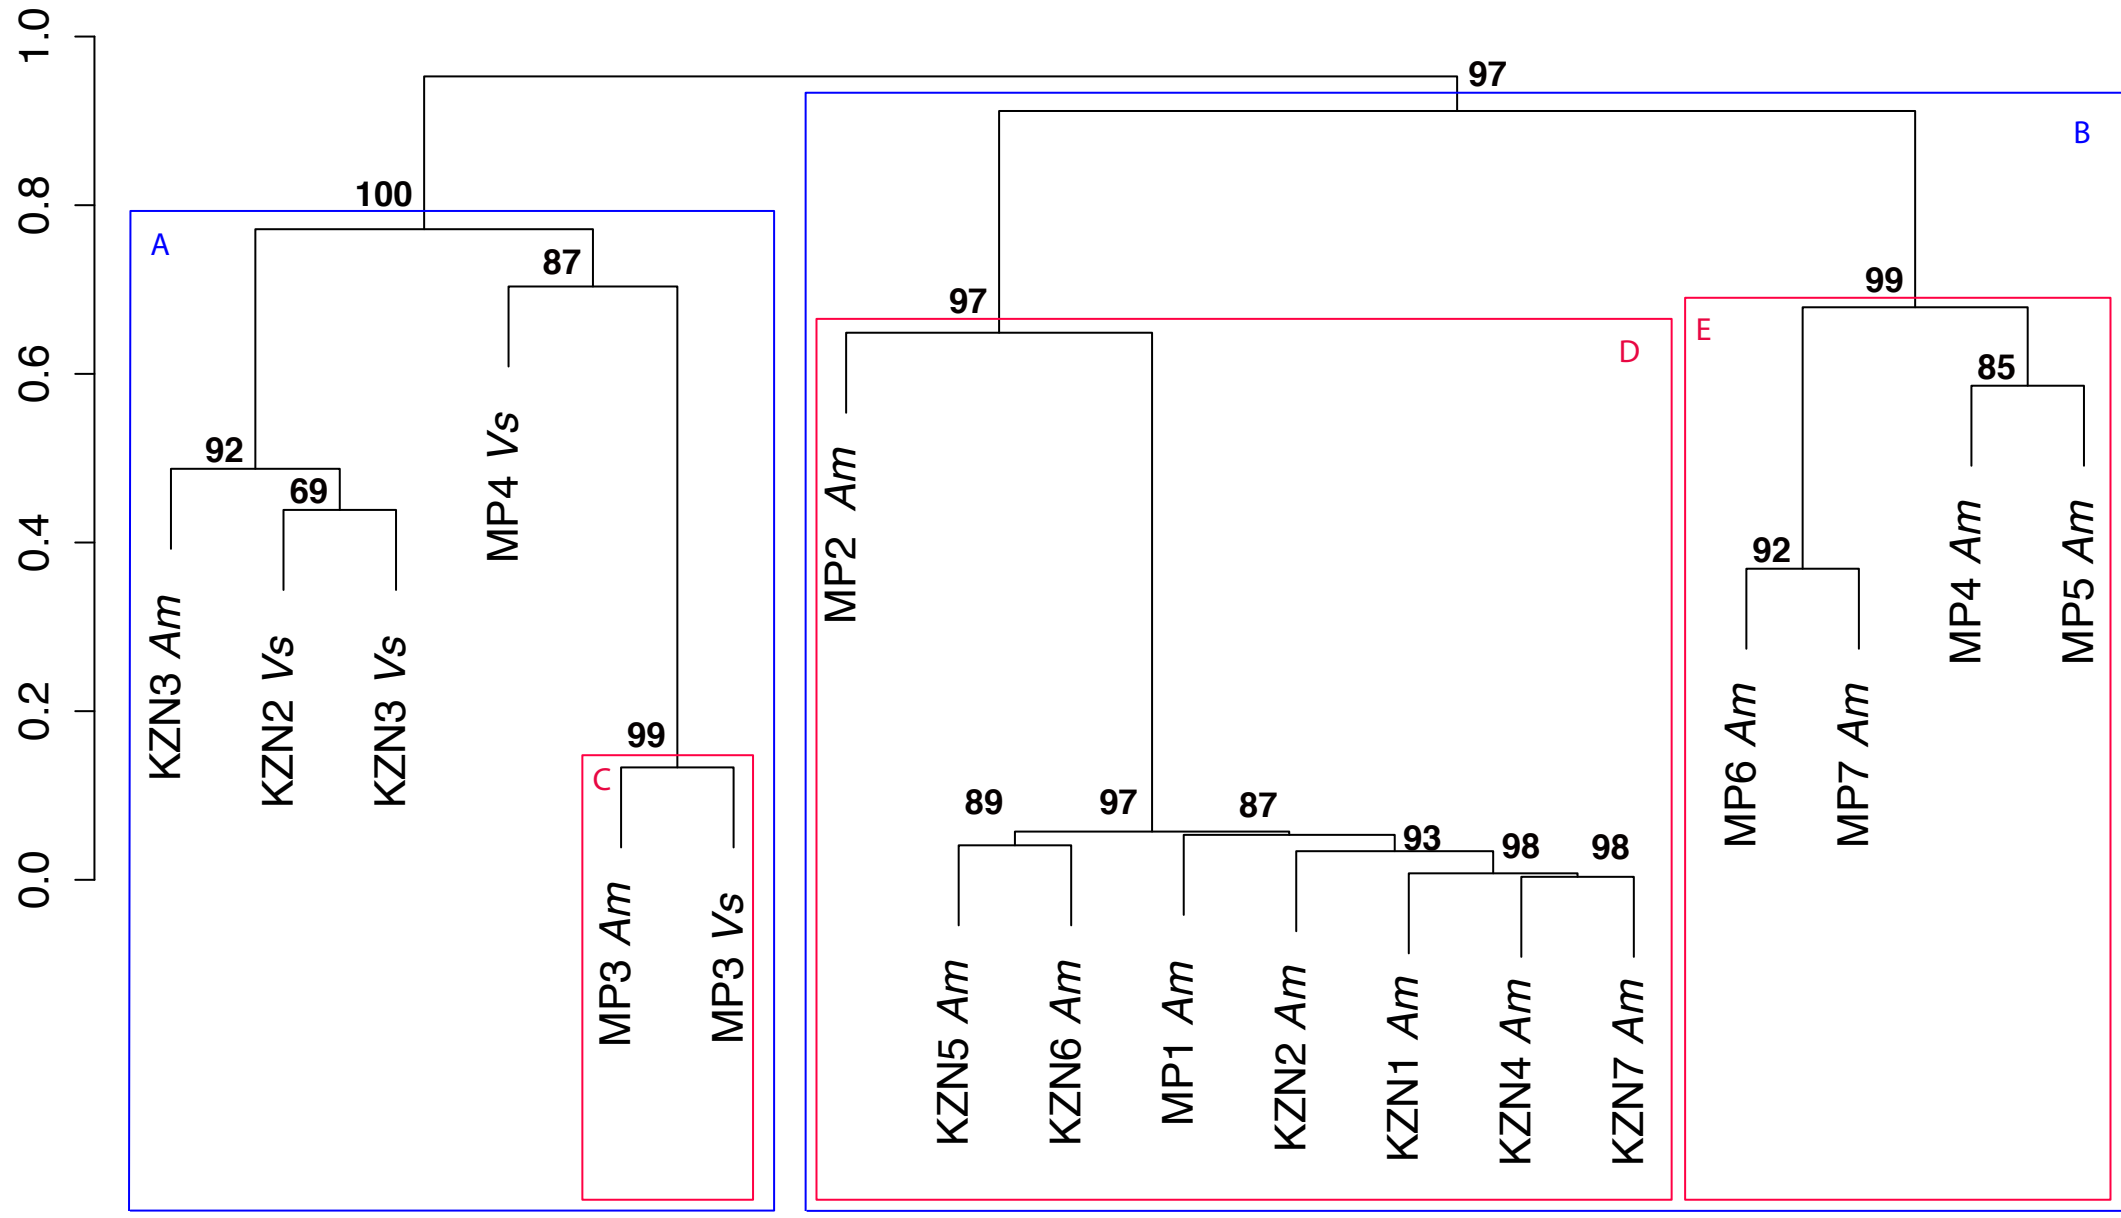 1.0
0.8
0.6
0.4
0.2
0.0
97
B
100
A
87
97
99
E
D
85
92
69
92
99
C
89
97
87
93
98
98
KZN3 Am
KZN2 Vs
KZN3 Vs
MP4 Vs
MP3 Am
MP3 Vs
MP2 Am
KZN5 Am
KZN6 Am
MP1 Am
KZN2 Am
KZN1 Am
KZN4 Am
KZN7 Am
MP6 Am
MP7 Am
MP4 Am
MP5 Am